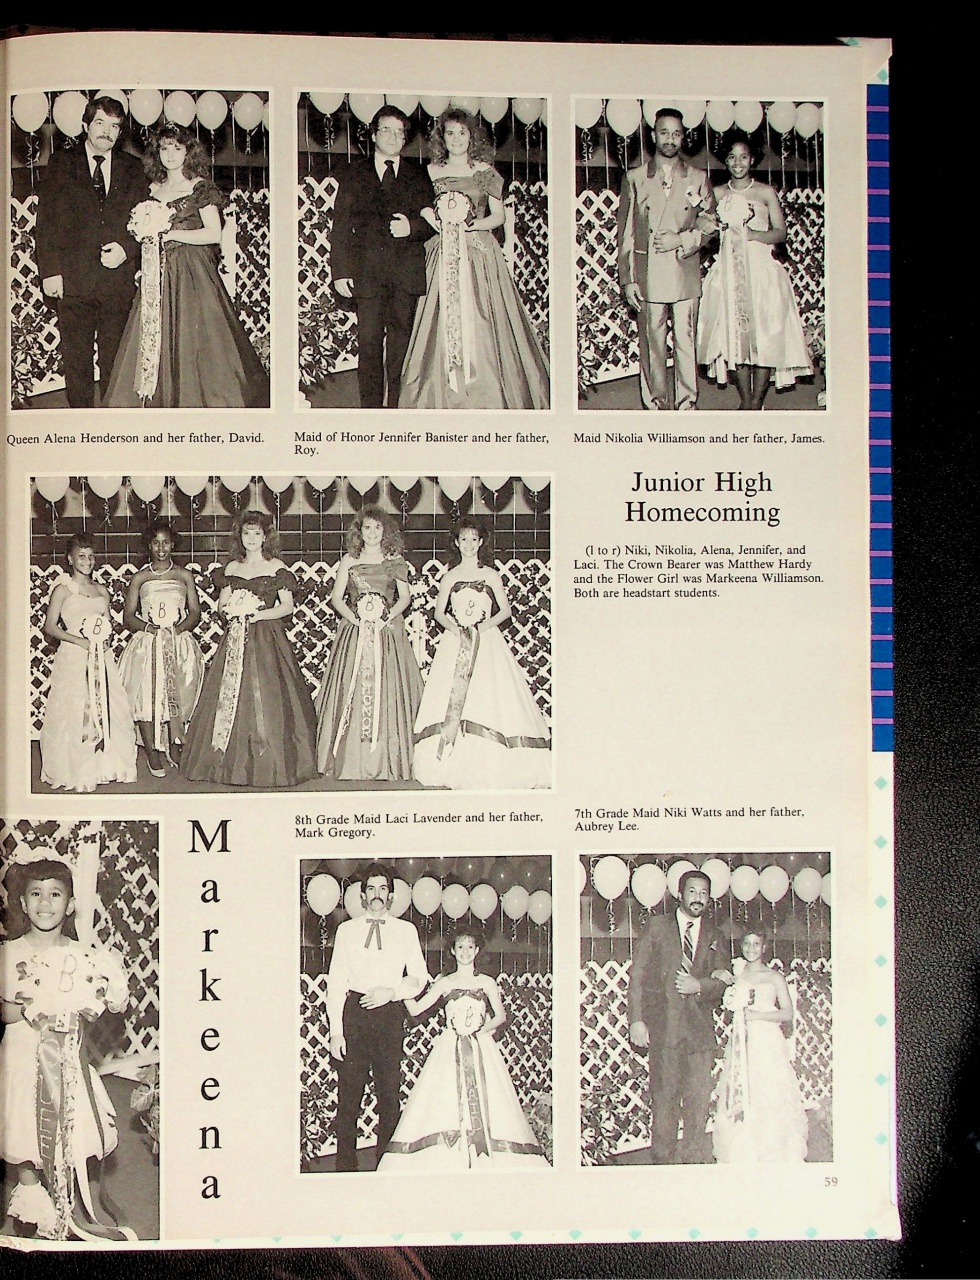 Queen Alena Henderson and her father, David.
Maid of Honor Jennifer Banister and her father,
Roy.
Maid Nikolia Williamson and her father, James.
Junior High
Homecoming
(l to r) Niki, Nikolia, Alena, Jennifer, and
Laci. The Crown Bearer was Matthew Hardy
and the Flower Girl was Markeena Williamson.
Both are headstart students.
Markeena
8th Grade Maid Laci Lavender and her father,
Mark Gregory.
7th Grade Maid Niki Watts and her father,
Aubrey Lee.
B
B
B
B
HONOR
B
B
B
59